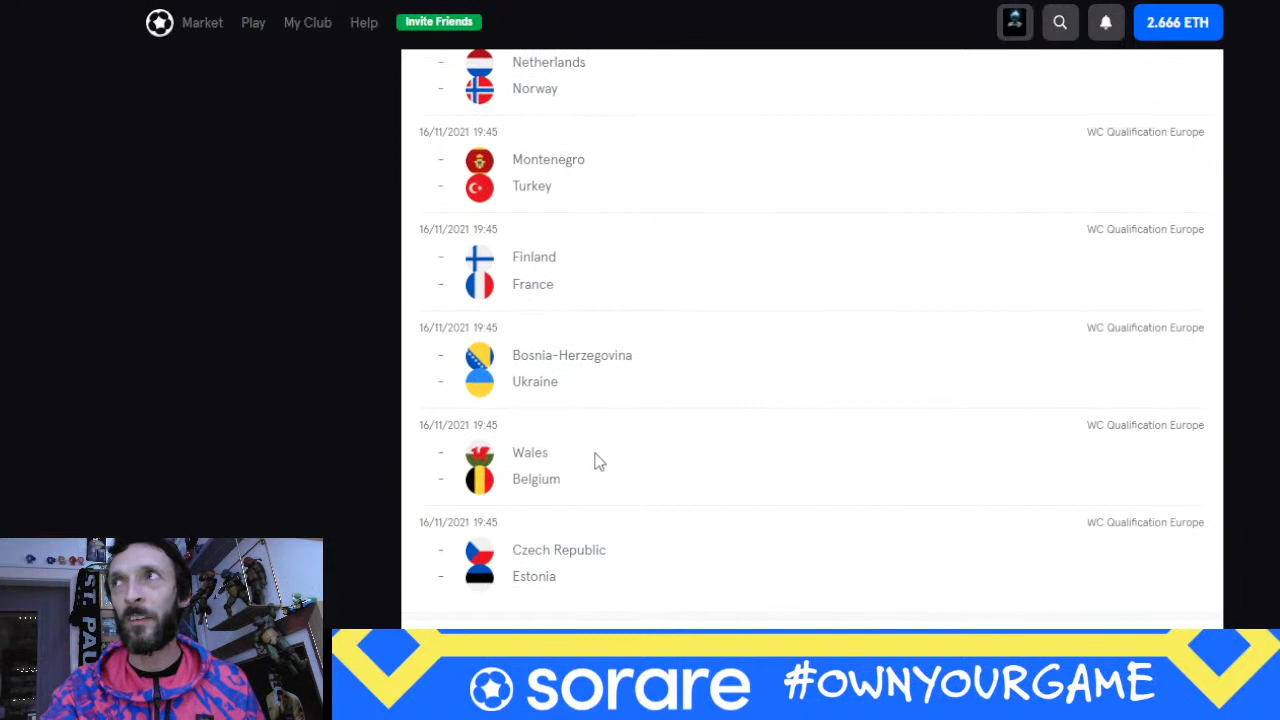 Market Play My Club Help Invite Friends 2.666 ETH
- Netherlands
- Norway
16/11/2021 19:45 WC Qualification Europe
- Montenegro
- Turkey
16/11/2021 19:45 WC Qualification Europe
- Finland
- France
16/11/2021 19:45 WC Qualification Europe
- Bosnia-Herzegovina
- Ukraine
16/11/2021 19:45 WC Qualification Europe
- Wales
- Belgium
16/11/2021 19:45 WC Qualification Europe
- Czech Republic
- Estonia
ST. PAU
sorare #OWNYOURGAME